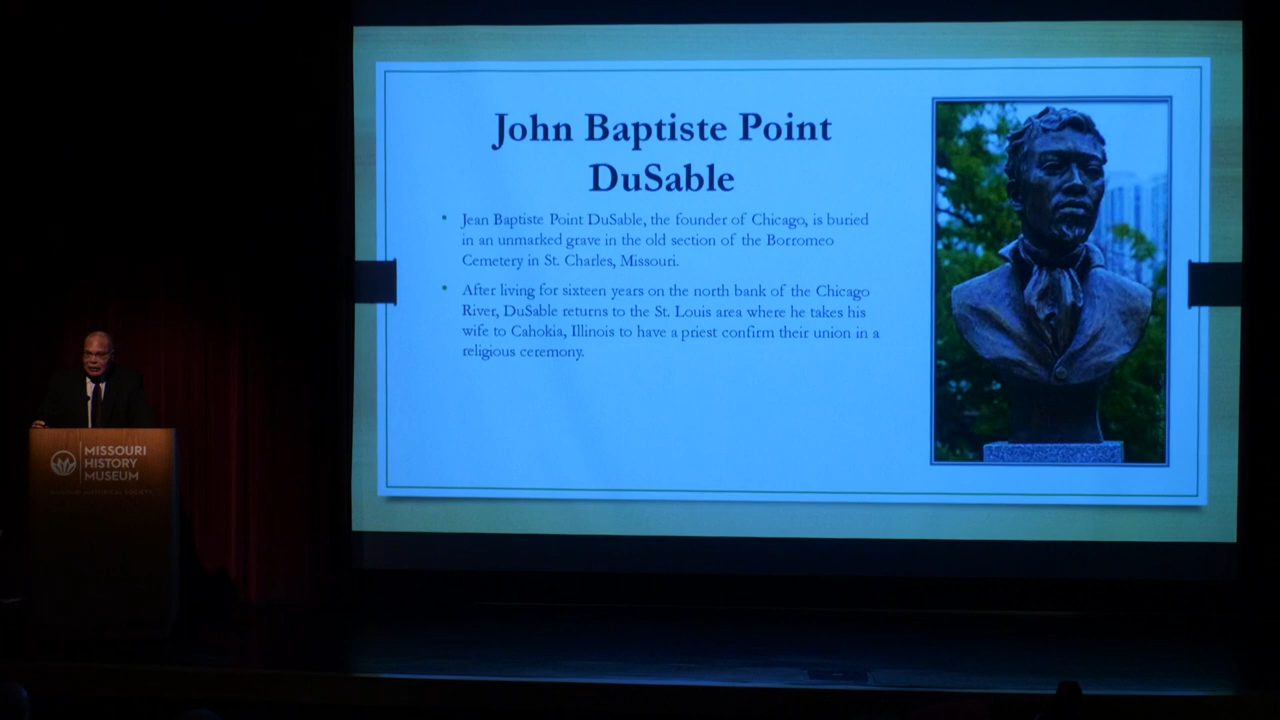 John Baptiste Point
DuSable
• Jean Baptiste Point DuSable, the founder of Chicago, is buried
in an unmarked grave in the old section of the Borromeo
Cemetery in St. Charles, Missouri.
• After living for sixteen years on the north bank of the Chicago
River, DuSable returns to the St. Louis area where he takes his
wife to Cahokia, Illinois to have a priest confirm their union in a
religious ceremony.
MISSOURI
HISTORY
MUSEUM
MISSOURI HISTORICAL SOCIETY